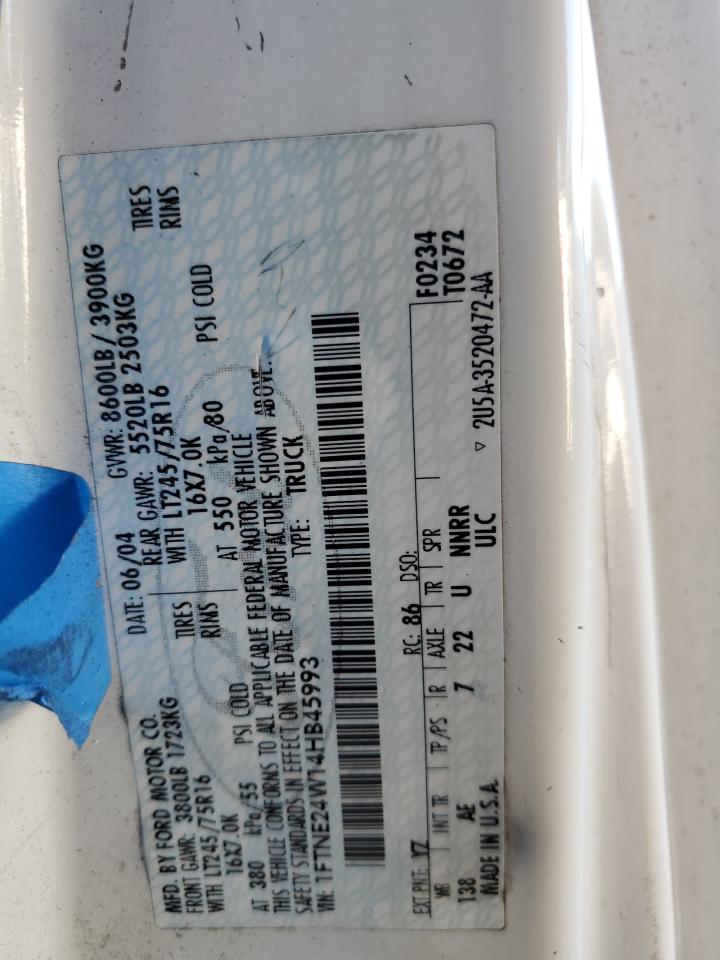 MFD. BY FORD MOTOR CO.
DATE: 06/04 GVWR: 8600LB/ 3900KG
FRONT GAWR: 3800LB 1723KG REAR GAWR: 5520LB 2503KG
WITH LT245/75R16 TIRES WITH LT245/75R16 TIRES
16X7.0K RIMS 16X7.0K RIMS
AT 380 kPa/55 PSI COLD AT 550 kPa/80 PSI COLD
THIS VEHICLE CONFORMS TO ALL APPLICABLE FEDERAL MOTOR VEHICLE
SAFETY STANDARDS IN EFFECT ON THE DATE OF MANUFACTURE SHOWN ABOVE.
VIN: 1FTNE24W14HB45993 TYPE: TRUCK
F0234
T0672
EXT PNT: YZ RC: 86 DSO:
WB INT TR TP/PS R AXLE TR SPR
138 AE 7 22 U NNRR
MADE IN U.S.A. ULC ▽ 2U5A-3520472-AA